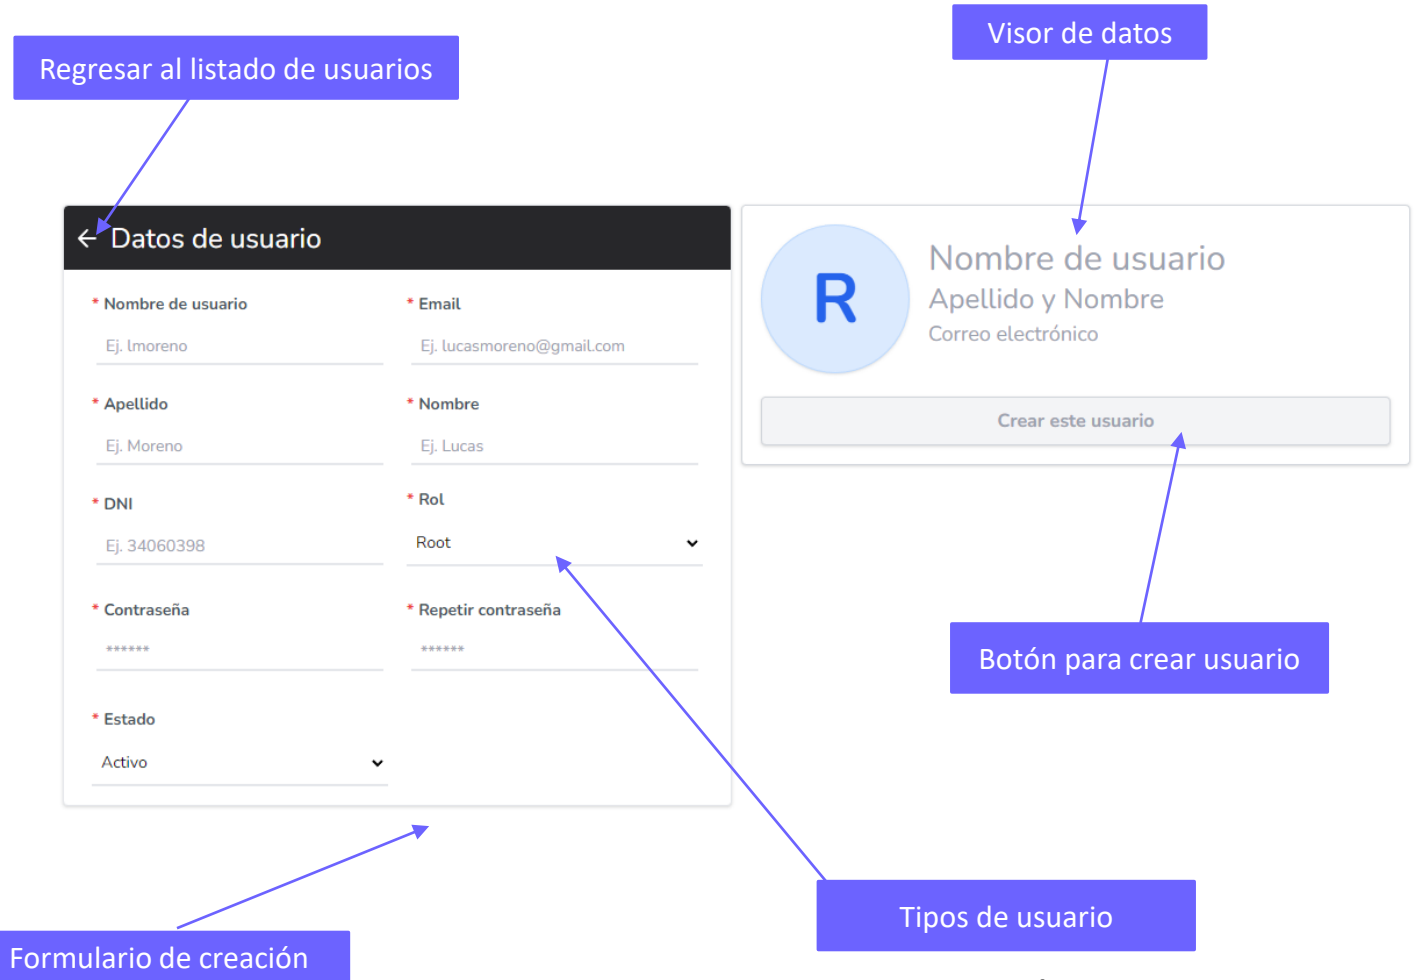 Visor de datos
Regresar al listado de usuarios
← Datos de usuario
* Nombre de usuario
Ej. lmoreno
* Email
Ej. lucasmoreno@gmail.com
* Apellido
Ej. Moreno
* Nombre
Ej. Lucas
* DNI
Ej. 34060398
* Rol
Root
* Contraseña
******
* Repetir contraseña
******
* Estado
Activo
R
Nombre de usuario
Apellido y Nombre
Correo electrónico
Crear este usuario
Botón para crear usuario
Tipos de usuario
Formulario de creación